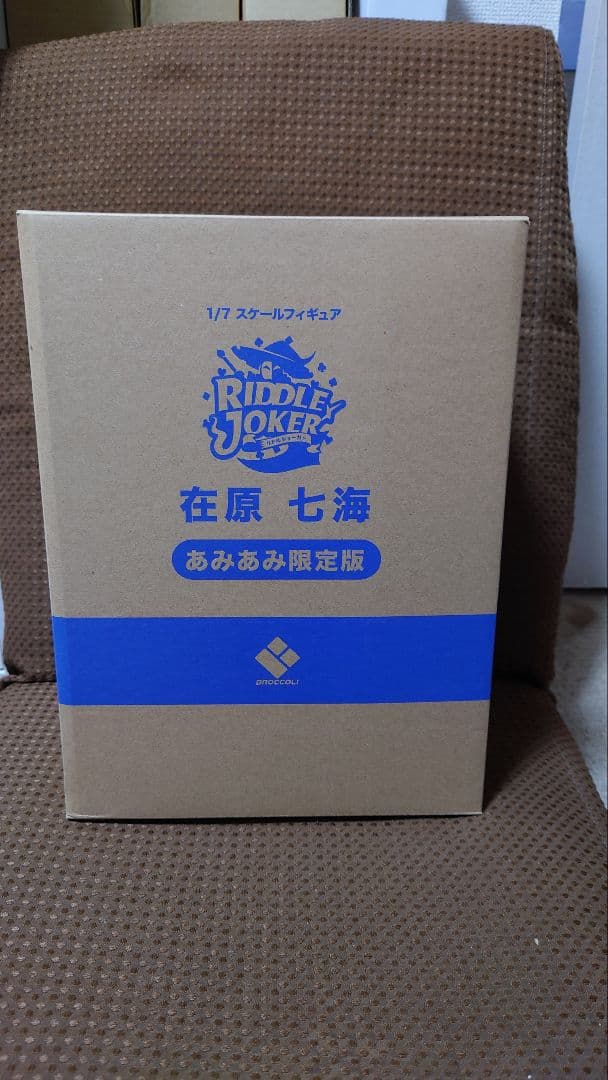 1/7 スケールフィギュア
RIDDLE
JOKER
リドルジョーカー
在原 七海
あみあみ限定版
BROCCOLI